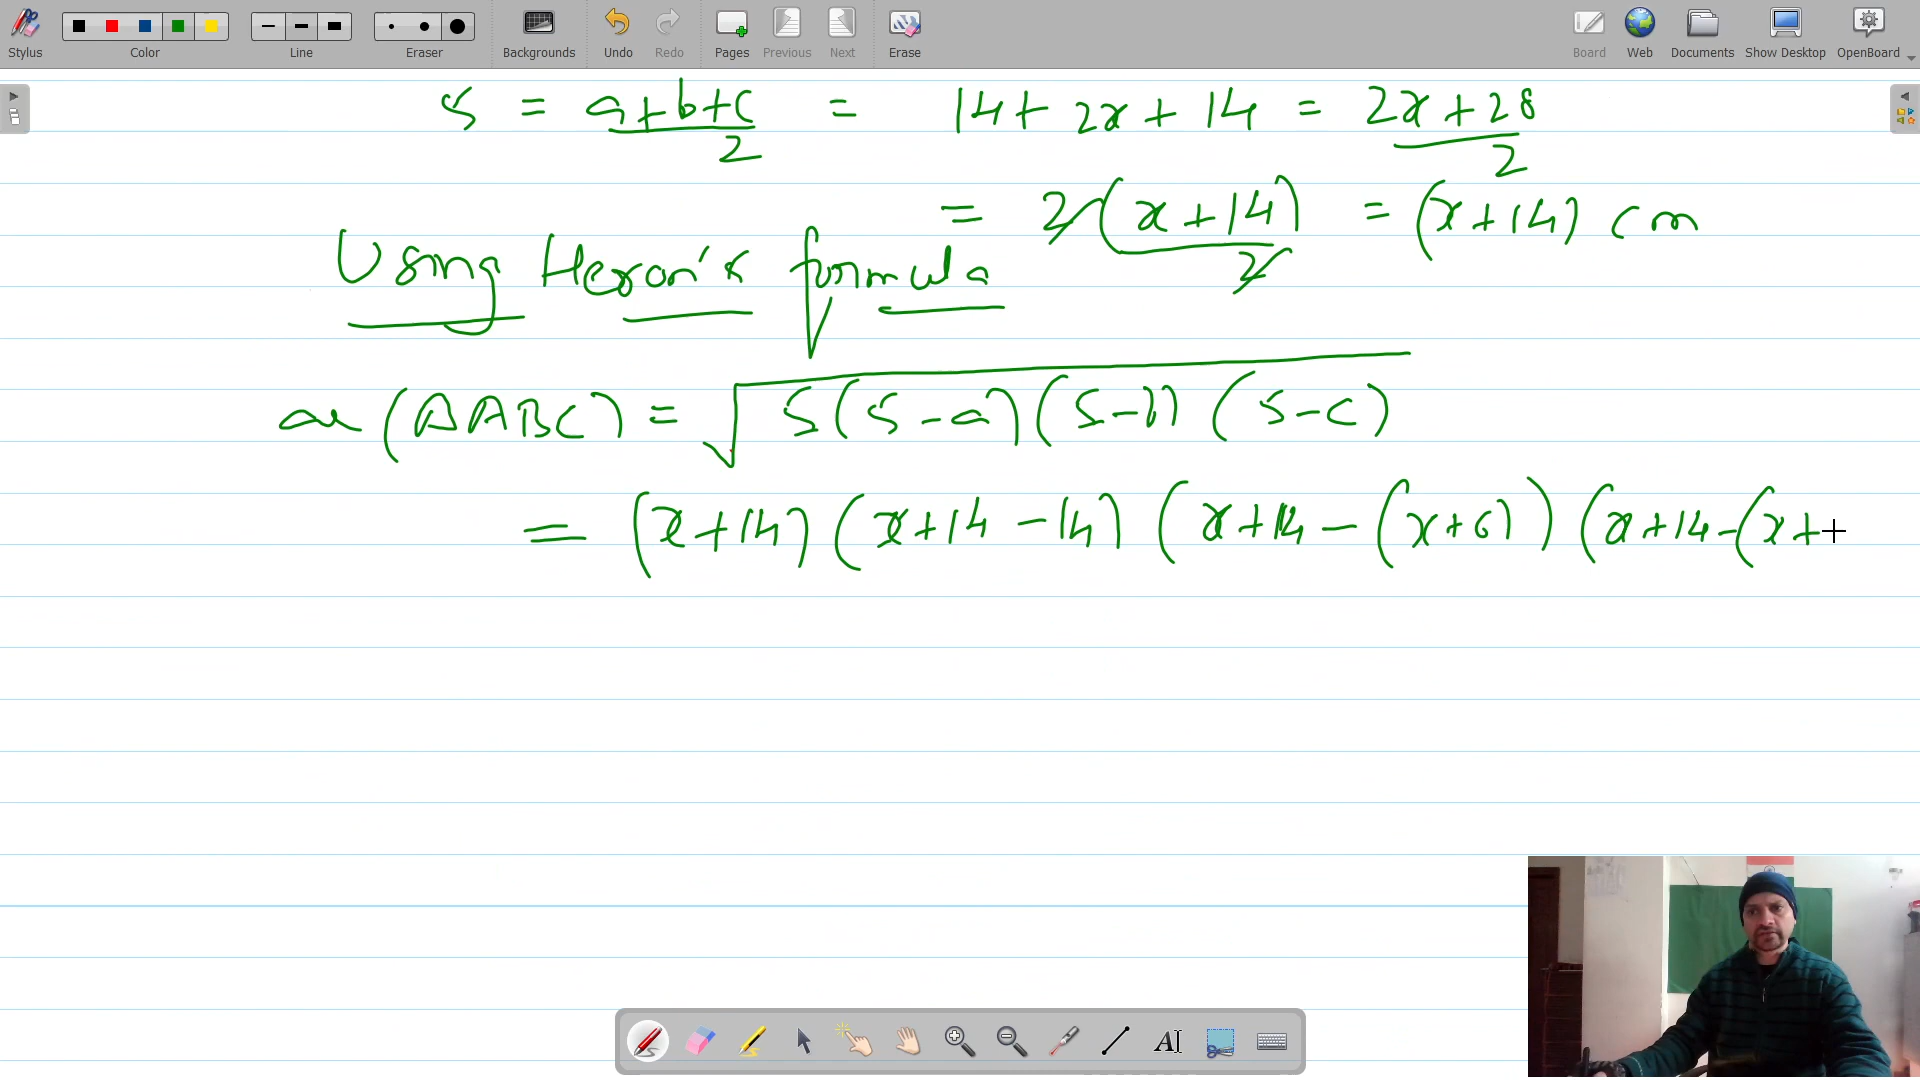 Stylus Color Line Eraser Backgrounds Undo Redo Pages Previous Next Erase Board Web Documents Show Desktop OpenBoard
s = a+b+c/2 = 14 + 2x + 14 = 2x+28/2
= 2(x+14)/2 = (x+14) cm
Using Heron's formula
ar (ΔABC) = √s(s-a)(s-b)(s-c)
= (x+14)(x+14-14)(x+14-(x+6))(x+14-(x+